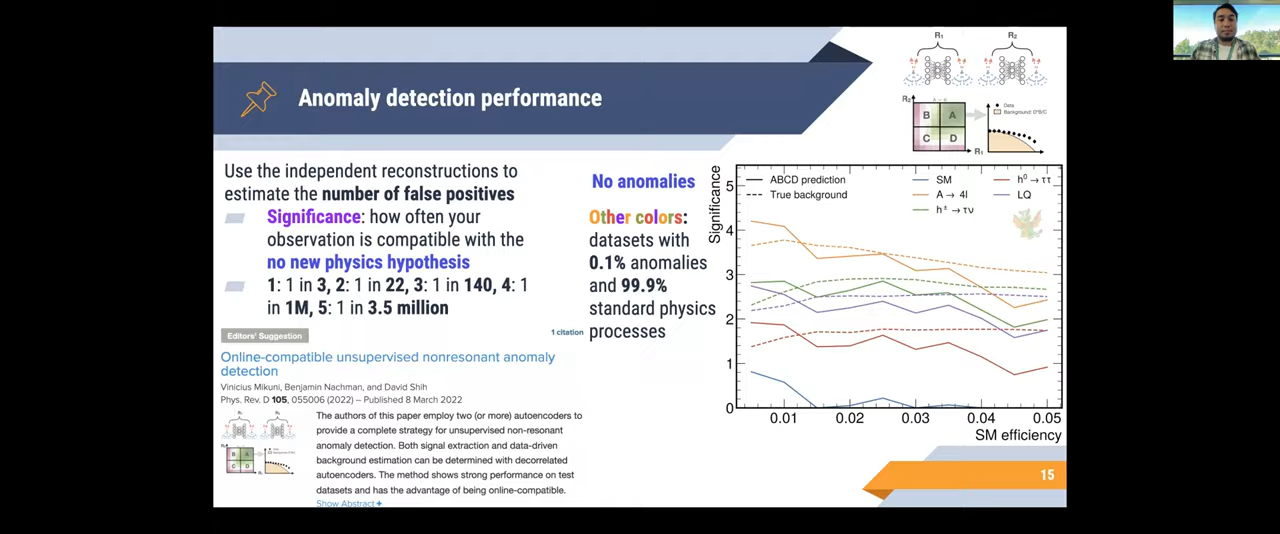 Anomaly detection performance
R₁
R₂
R₂
B
A
C
D
R₁
Data
Background: D*B/C
Use the independent reconstructions to
estimate the number of false positives
Significance: how often your
observation is compatible with the
no new physics hypothesis
1: 1 in 3, 2: 1 in 22, 3: 1 in 140, 4: 1
in 1M, 5: 1 in 3.5 million
No anomalies
Other colors:
datasets with
0.1% anomalies
and 99.9%
standard physics
processes
Editors' Suggestion
1 citation
Online-compatible unsupervised nonresonant anomaly
detection
Vinicius Mikuni, Benjamin Nachman, and David Shih
Phys. Rev. D 105, 055006 (2022) – Published 8 March 2022
The authors of this paper employ two (or more) autoencoders to
provide a complete strategy for unsupervised non-resonant
anomaly detection. Both signal extraction and data-driven
background estimation can be determined with decorrelated
autoencoders. The method shows strong performance on test
datasets and has the advantage of being online-compatible.
Show Abstract +
B
A
C
D
Significance
5
4
3
2
1
0
ABCD prediction
True background
SM
A → 4l
h± → τν
h⁰ → ττ
LQ
0.01 0.02 0.03 0.04 0.05
SM efficiency
15